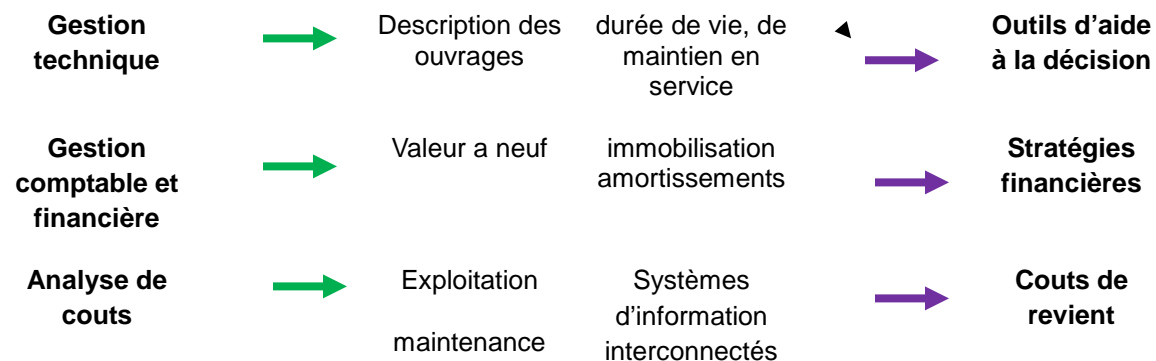 Gestion
technique
Description des
ouvrages
durée de vie, de
maintien en
service
Outils d’aide
à la décision
Gestion
comptable et
financière
Valeur a neuf
immobilisation
amortissements
Stratégies
financières
Analyse de
couts
Exploitation
maintenance
Systèmes
d’information
interconnectés
Couts de
revient